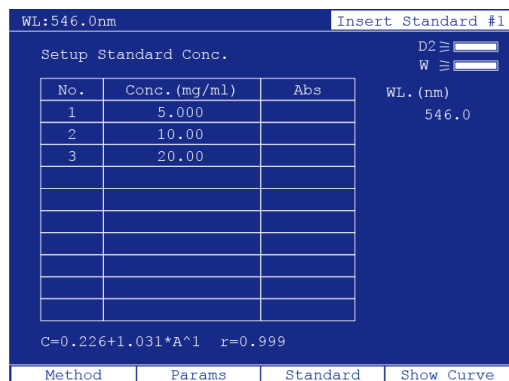 WL:546.0nm Insert Standard #1
Setup Standard Conc.
D2
W
No. Conc.(mg/ml) Abs
1 5.000
2 10.00
3 20.00
WL.(nm)
546.0
C=0.226+1.031*A^1 r=0.999
Method Params Standard Show Curve